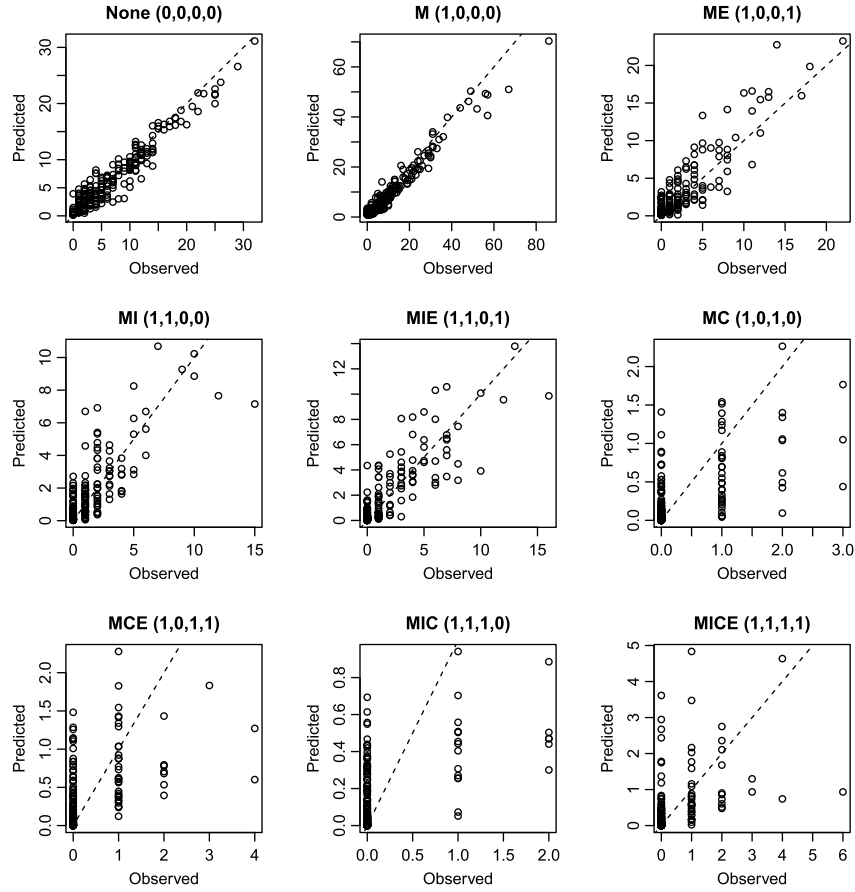 None (0,0,0,0)
M (1,0,0,0)
ME (1,0,0,1)
Predicted
0 5 10 20 30
0 5 10 20 30
Observed
Predicted
0 20 40 60
0 20 40 60 80
Observed
Predicted
0 5 10 15 20
0 5 10 15 20
Observed
MI (1,1,0,0)
MIE (1,1,0,1)
MC (1,0,1,0)
Predicted
0 2 4 6 8 10
0 5 10 15
Observed
Predicted
0 2 4 6 8 12
0 5 10 15
Observed
Predicted
0.0 0.5 1.0 1.5 2.0
0.0 1.0 2.0 3.0
Observed
MCE (1,0,1,1)
MIC (1,1,1,0)
MICE (1,1,1,1)
Predicted
0.0 0.5 1.0 1.5 2.0
0 1 2 3 4
Observed
Predicted
0.0 0.2 0.4 0.6 0.8
0.0 0.5 1.0 1.5 2.0
Observed
Predicted
0 1 2 3 4 5
0 1 2 3 4 5 6
Observed